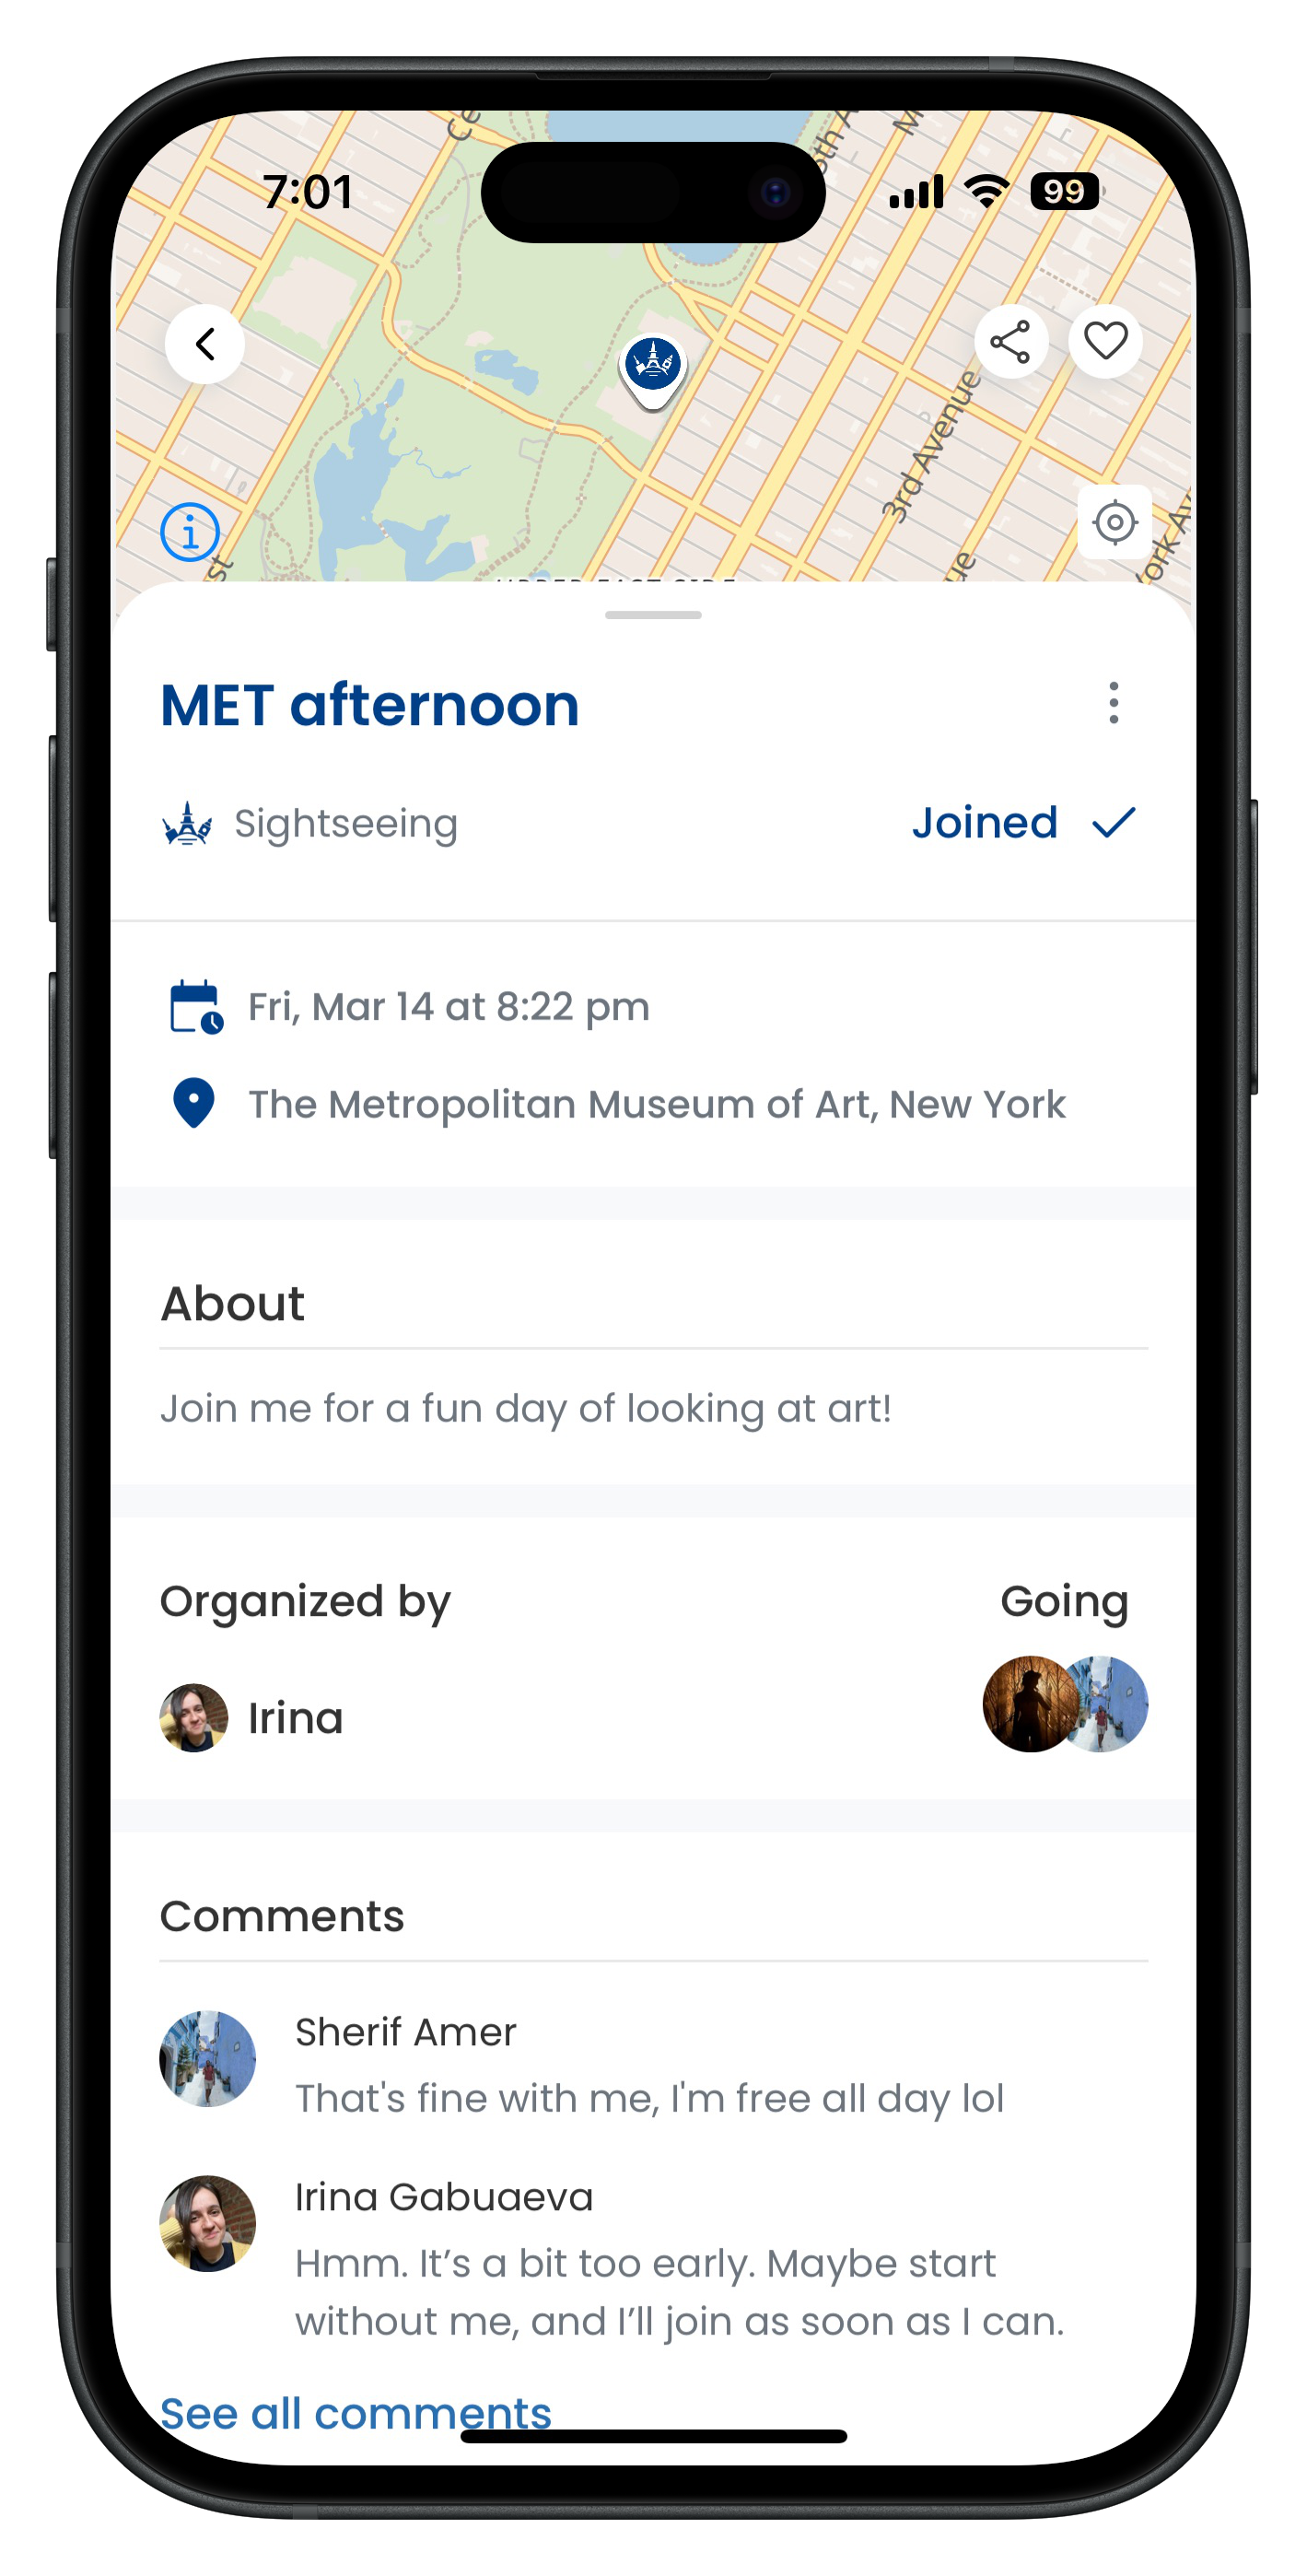 7:01
99
3rd Avenue
MET afternoon
Sightseeing
Joined
Fri, Mar 14 at 8:22 pm
The Metropolitan Museum of Art, New York
About
Join me for a fun day of looking at art!
Organized by
Going
Irina
Comments
Sherif Amer
That's fine with me, I'm free all day lol
Irina Gabuaeva
Hmm. It’s a bit too early. Maybe start
without me, and I’ll join as soon as I can.
See all comments